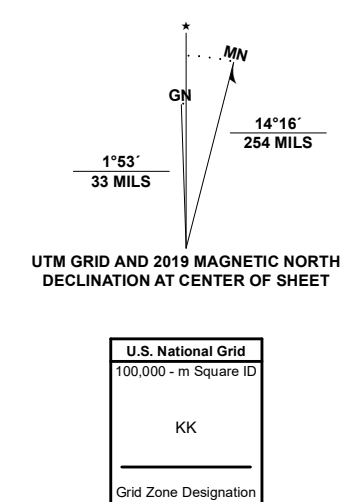 ★
MN
GN
14°16´
254 MILS
1°53´
33 MILS
UTM GRID AND 2019 MAGNETIC NORTH
DECLINATION AT CENTER OF SHEET
U.S. National Grid
100,000 - m Square ID
KK
Grid Zone Designation